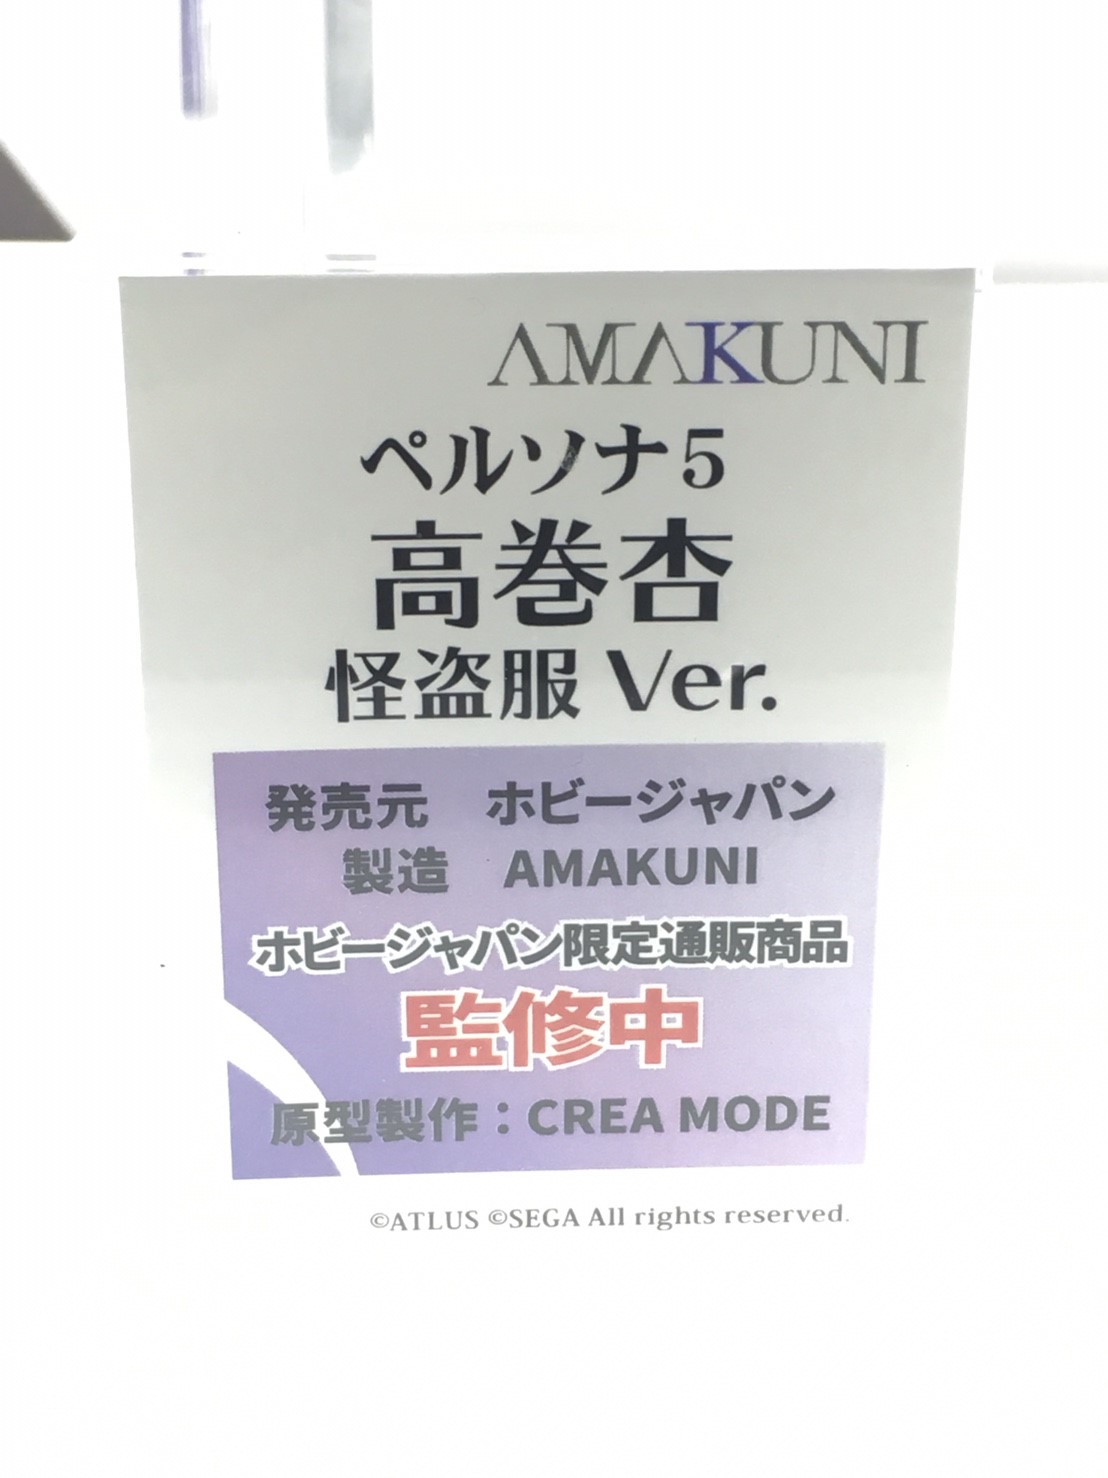 AMAKUNI
ペルソナ5
高巻杏
怪盗服 Ver.
発売元　ホビージャパン
製造　AMAKUNI
ホビージャパン限定通販商品
監修中
原型製作：CREA MODE
©ATLUS ©SEGA All rights reserved.